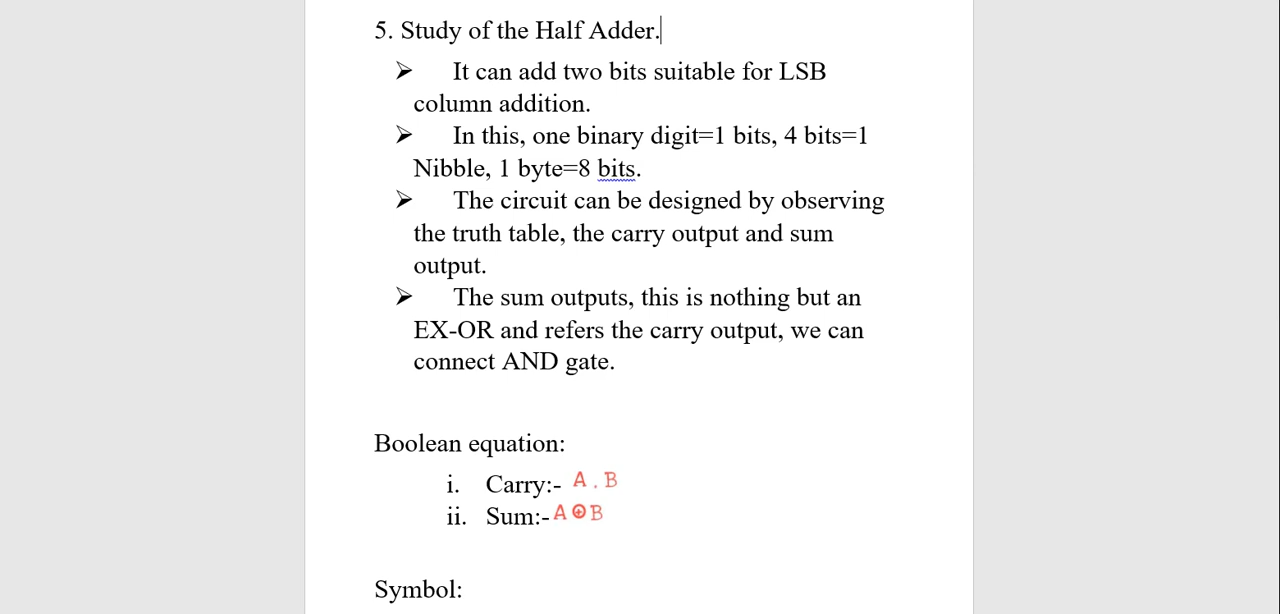 5. Study of the Half Adder.
➢ It can add two bits suitable for LSB
column addition.
➢ In this, one binary digit=1 bits, 4 bits=1
Nibble, 1 byte=8 bits.
➢ The circuit can be designed by observing
the truth table, the carry output and sum
output.
➢ The sum outputs, this is nothing but an
EX-OR and refers the carry output, we can
connect AND gate.
Boolean equation:
i. Carry:- A . B
ii. Sum:- A ⊕ B
Symbol: